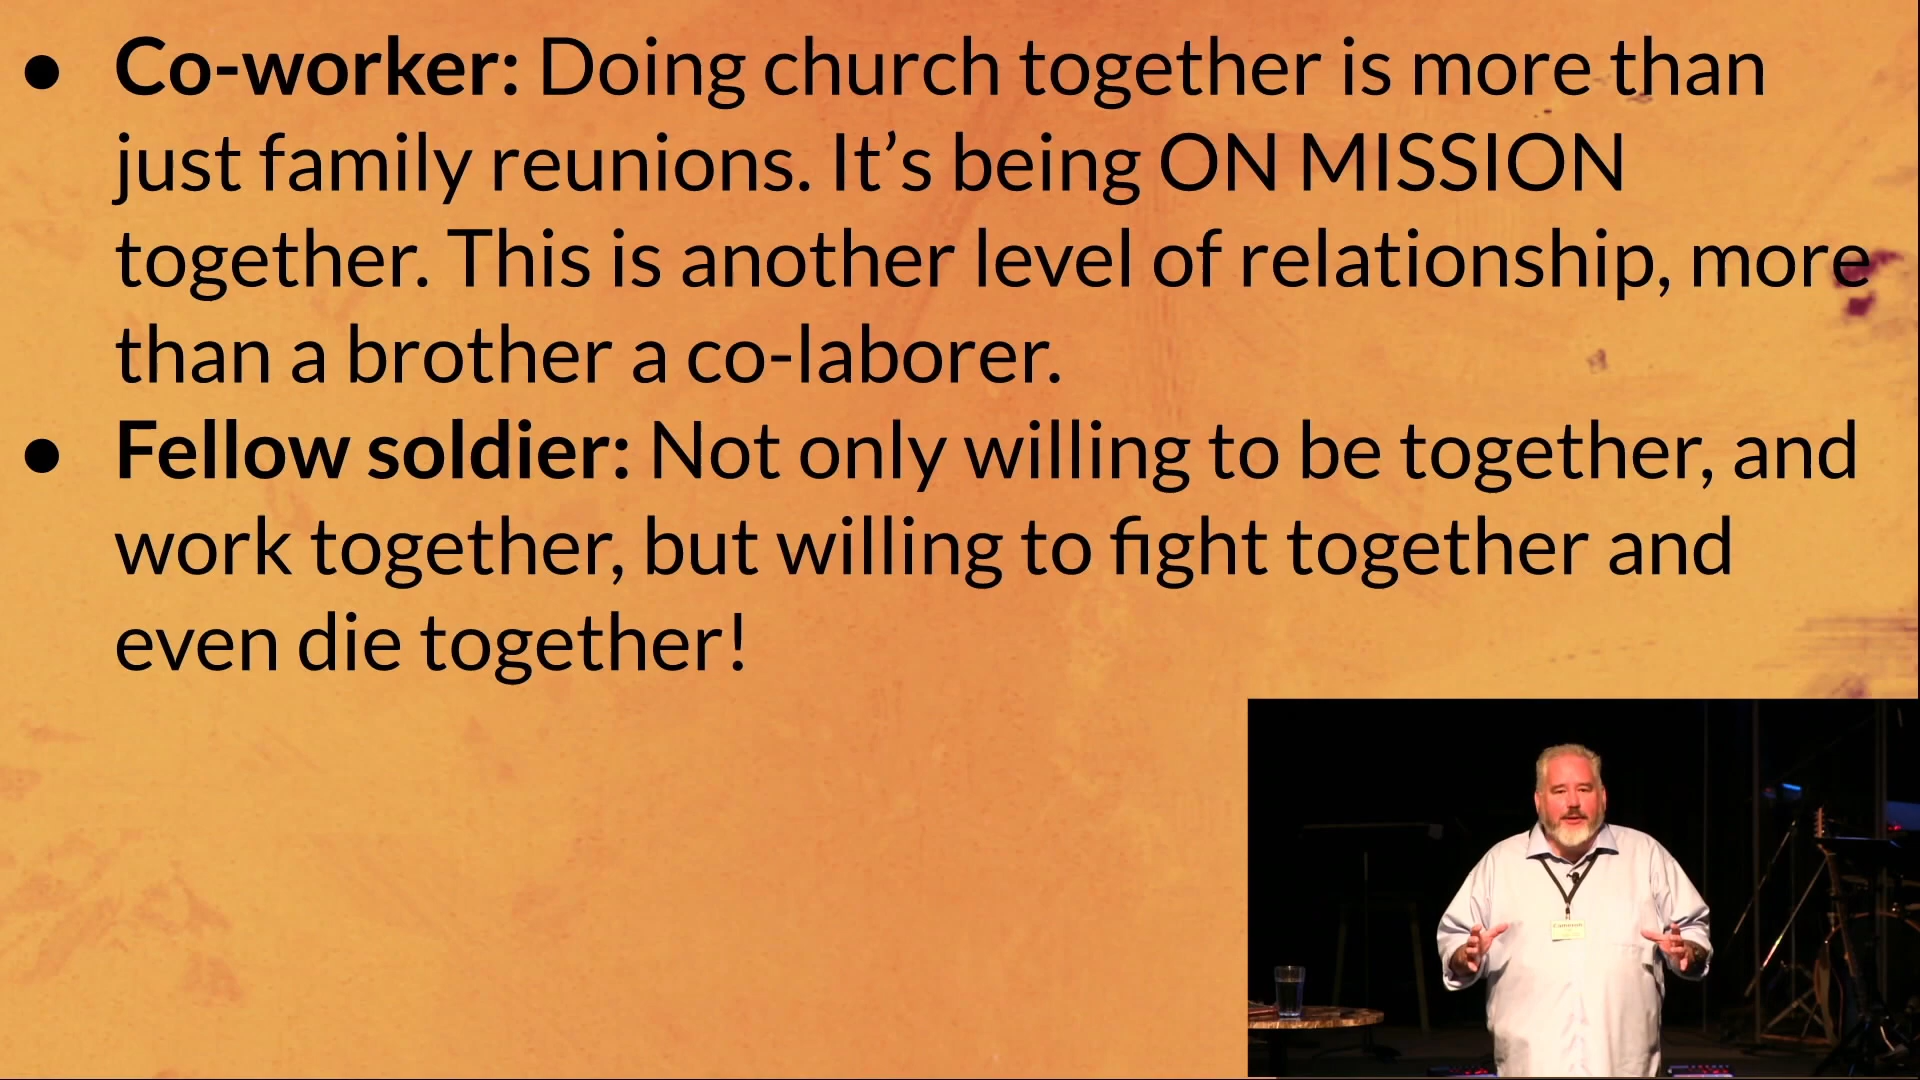 ● Co-worker: Doing church together is more than
just family reunions. It’s being ON MISSION
together. This is another level of relationship, more
than a brother a co-laborer.
● Fellow soldier: Not only willing to be together, and
work together, but willing to fight together and
even die together!
Cameron